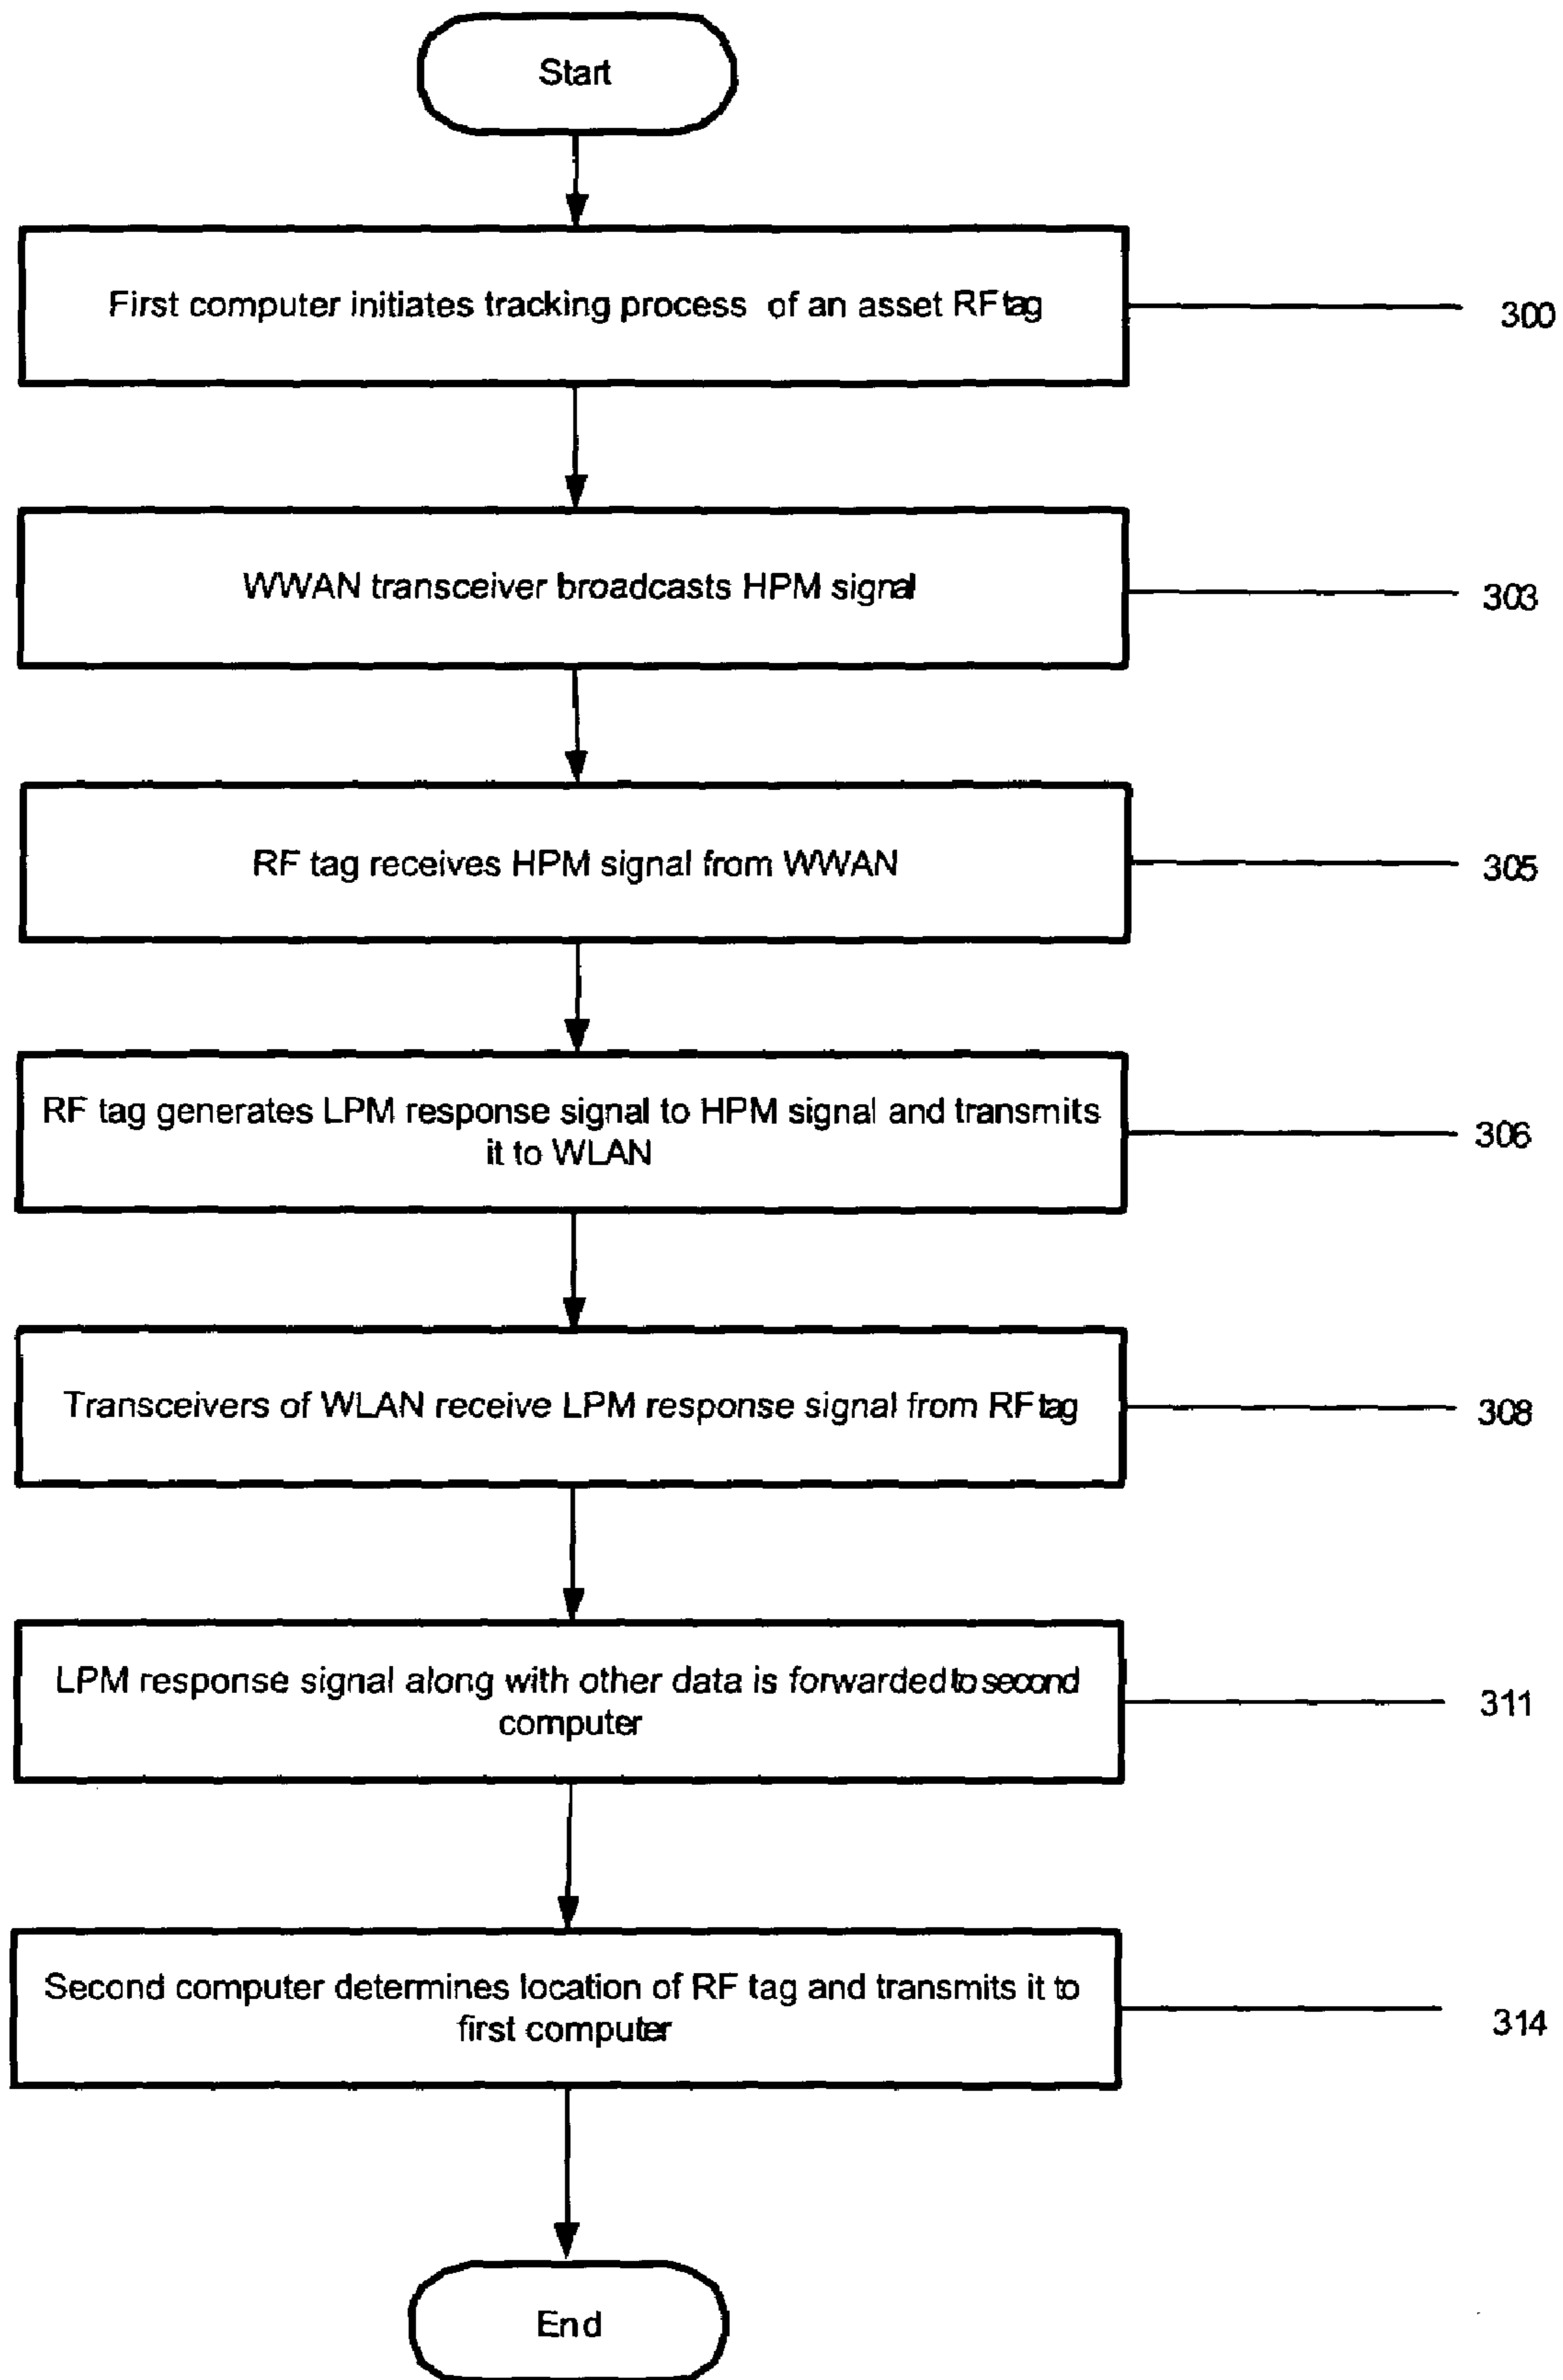 Start
First computer initiates tracking process of an asset RF tag
300
WWAN transceiver broadcasts HPM signal
303
RF tag receives HPM signal from WWAN
305
RF tag generates LPM response signal to HPM signal and transmits
it to WLAN
306
Transceivers of WLAN receive LPM response signal from RF tag
308
LPM response signal along with other data is forwarded to second
computer
311
Second computer determines location of RF tag and transmits it to
first computer
314
End